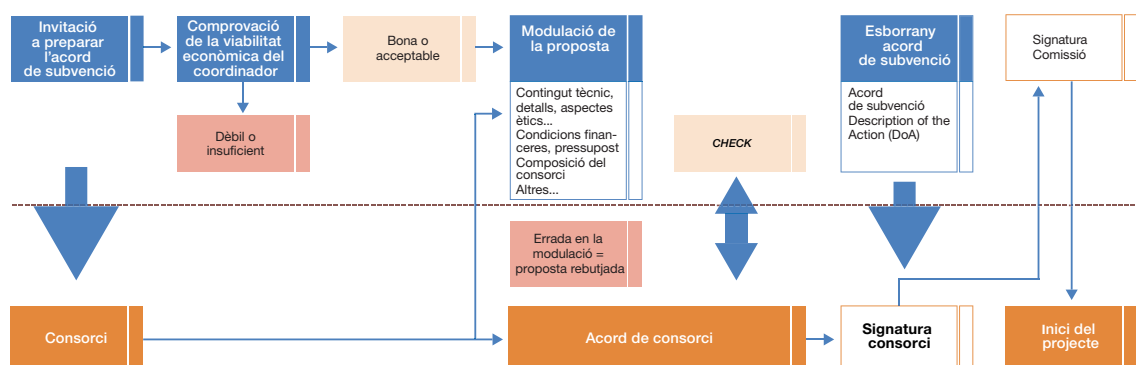 Invitació
a preparar
l'acord
de subvenció
Comprovació
de la viabilitat
econòmica del
coordinador
Bona o
acceptable
Modulació de
la proposta
Esborrany
acord
de subvenció
Signatura
Comissió
Contingut tècnic,
detalls, aspectes
ètics...
Condicions finan-
ceres, pressupost
Composició del
consorci
Altres...
Acord
de subvenció
Description of the
Action (DoA)
Dèbil o
insuficient
CHECK
Errada en la
modulació =
proposta rebutjada
Consorci
Acord de consorci
Signatura
consorci
Inici del
projecte